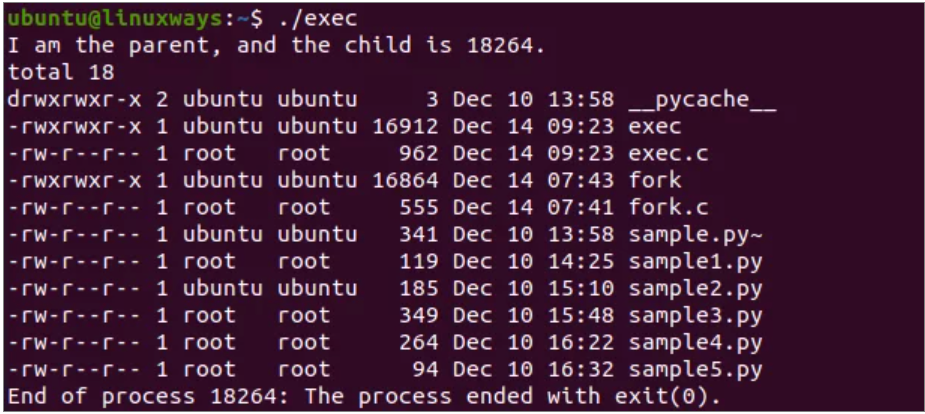 ubuntu@linuxways:~$ ./exec
I am the parent, and the child is 18264.
total 18
drwxrwxr-x 2 ubuntu ubuntu     3 Dec 10 13:58 __pycache__
-rwxrwxr-x 1 ubuntu ubuntu 16912 Dec 14 09:23 exec
-rw-r--r-- 1 root   root     962 Dec 14 09:23 exec.c
-rwxrwxr-x 1 ubuntu ubuntu 16864 Dec 14 07:43 fork
-rw-r--r-- 1 root   root     555 Dec 14 07:41 fork.c
-rw-r--r-- 1 ubuntu ubuntu   341 Dec 10 13:58 sample.py~
-rw-r--r-- 1 root   root     119 Dec 10 14:25 sample1.py
-rw-r--r-- 1 ubuntu ubuntu   185 Dec 10 15:10 sample2.py
-rw-r--r-- 1 root   root     349 Dec 10 15:48 sample3.py
-rw-r--r-- 1 root   root     264 Dec 10 16:22 sample4.py
-rw-r--r-- 1 root   root      94 Dec 10 16:32 sample5.py
End of process 18264: The process ended with exit(0).